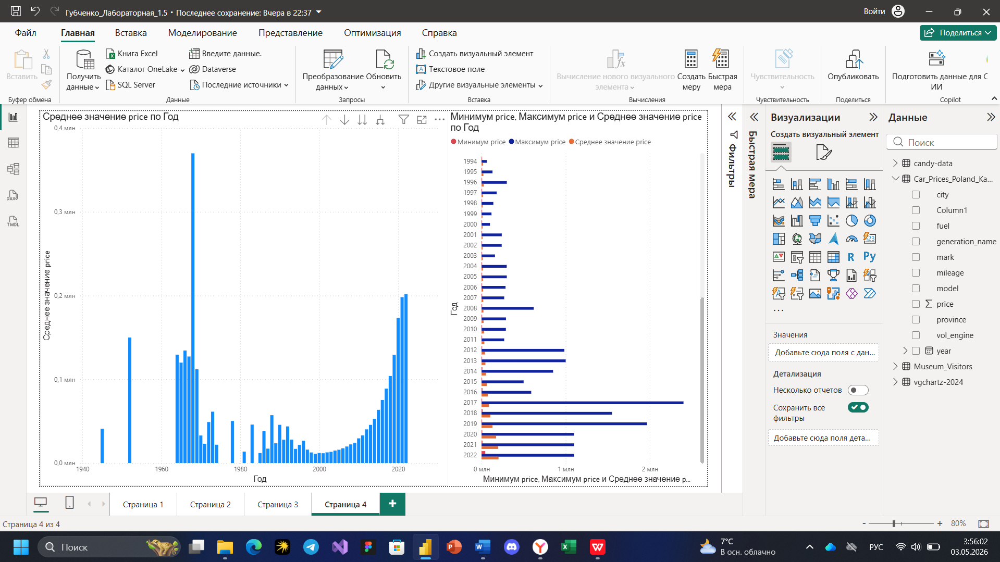 Губченко_Лабораторная_1.5 • Последнее сохранение: Вчера в 22:37
Войти
Файл
Главная
Вставка
Моделирование
Представление
Оптимизация
Справка
Поделиться
Вставить
Буфер обмена
Получить данные
Книга Excel
Каталог OneLake
SQL Server
Введите данные.
Dataverse
Последние источники
Данные
Преобразование данных
Обновить
Запросы
Создать визуальный элемент
Текстовое поле
Другие визуальные элементы
Вставка
Вычисление нового визуального элемента
Создать меру
Быстрая мера
Вычисления
Чувствительность
Чувствительность
Опубликовать
Поделиться
Подготовить данные для С
ИИ
Copilot
DAX
TMDL
Среднее значение price по Год
0,4 млн
0,3 млн
0,2 млн
0,1 млн
0,0 млн
Среднее значение price
1940
1960
1980
2000
2020
Год
Минимум price, Максимум price и Среднее значение price
по Год
Минимум price
Максимум price
Среднее значение price
1994
1995
1996
1997
1998
1999
2000
2001
2002
2003
2004
2005
2006
2007
2008
2009
2010
2011
2012
2013
2014
2015
2016
2017
2018
2019
2020
2021
2022
Год
0 млн
1 млн
2 млн
Минимум price, Максимум price и Среднее значение p...
Фильтры
Быстрая мера
Визуализации
Создать визуальный элемент
123
R
Py
...
Значения
Добавьте сюда поля с дан...
Детализация
Несколько отчетов
Сохранить все
фильтры
Добавьте сюда поля дета...
Данные
Поиск
candy-data
Car_Prices_Poland_Ka...
city
Column1
fuel
generation_name
mark
mileage
model
price
province
vol_engine
year
Museum_Visitors
vgchartz-2024
Страница 1
Страница 2
Страница 3
Страница 4
+
Страница 4 из 4
- + 80%
Поиск
7°C
В осн. облачно
РУС
3:56:02
03.05.2026